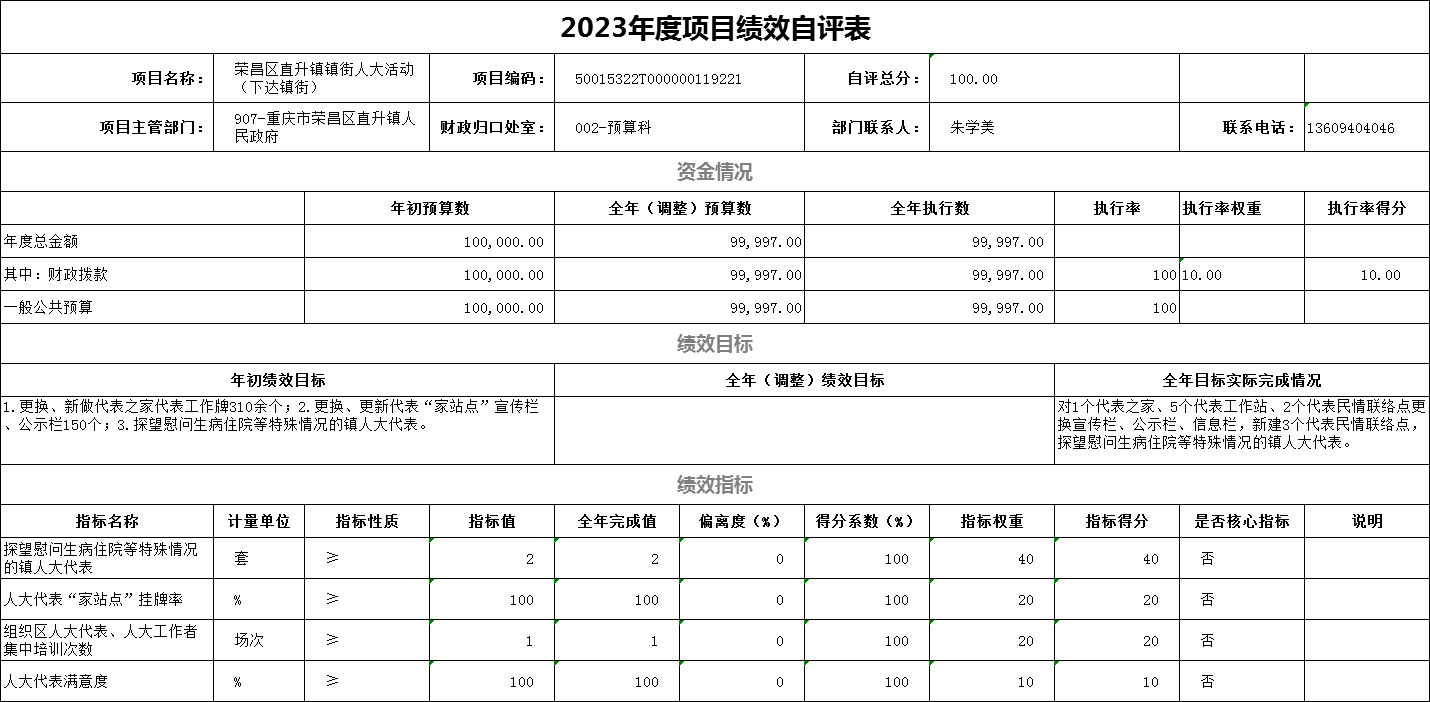 2023年度项目绩效自评表
项目名称：
荣昌区直升镇镇街人大活动
（下达镇街）
项目编码：
50015322T000000119221
自评总分：
100.00
项目主管部门：
907-重庆市荣昌区直升镇人
民政府
财政归口处室：
002-预算科
部门联系人：
朱学美
联系电话：
13609404046
资金情况
年初预算数
全年（调整）预算数
全年执行数
执行率
执行率权重
执行率得分
年度总金额
100,000.00
99,997.00
99,997.00
其中：财政拨款
100,000.00
99,997.00
99,997.00
100
10.00
10.00
一般公共预算
100,000.00
99,997.00
99,997.00
100
绩效目标
年初绩效目标
全年（调整）绩效目标
全年目标实际完成情况
1.更换、新做代表之家代表工作牌310余个；2.更换、更新代表“家站点”宣传栏
、公示栏150个；3.探望慰问生病住院等特殊情况的镇人大代表。
对1个代表之家、5个代表工作站、2个代表民情联络点更
换宣传栏、公示栏、信息栏，新建3个代表民情联络点，
探望慰问生病住院等特殊情况的镇人大代表。
绩效指标
指标名称
计量单位
指标性质
指标值
全年完成值
偏离度（%）
得分系数（%）
指标权重
指标得分
是否核心指标
说明
探望慰问生病住院等特殊情况
的镇人大代表
套
≥
2
2
0
100
40
40
否
人大代表“家站点”挂牌率
%
≥
100
100
0
100
20
20
否
组织区人大代表、人大工作者
集中培训次数
场次
≥
1
1
0
100
20
20
否
人大代表满意度
%
≥
100
100
0
100
10
10
否